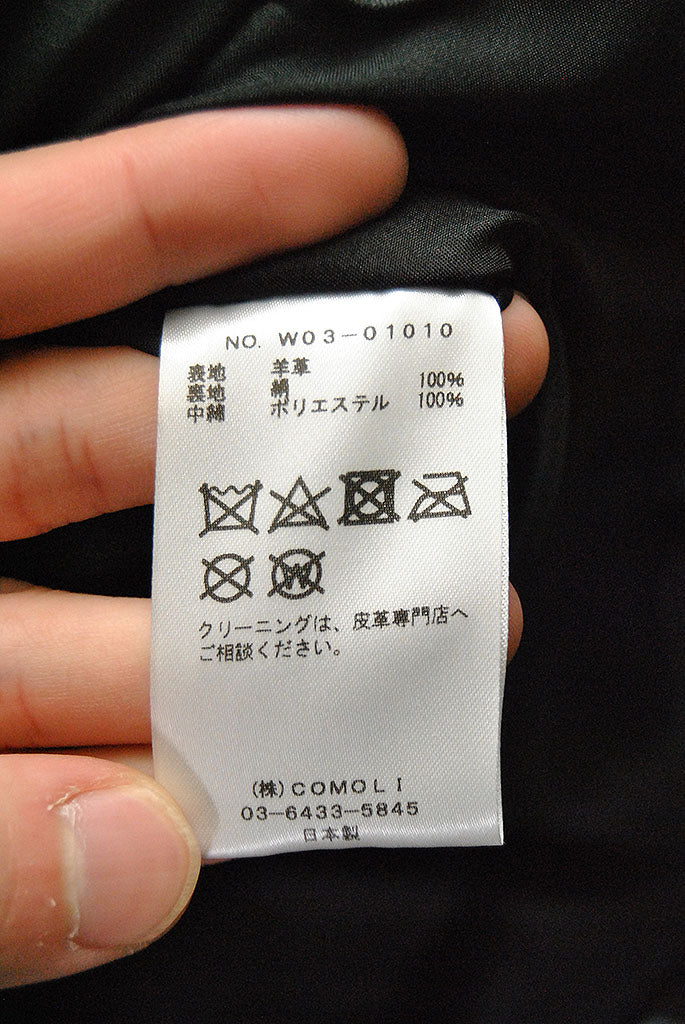 NO. W03-01010
表地 羊革
裏地 絹 100%
中綿 ポリエステル 100%
W
クリーニングは、皮革専門店へ
ご相談ください。
(株)COMOLI
03-6433-5845
日本製